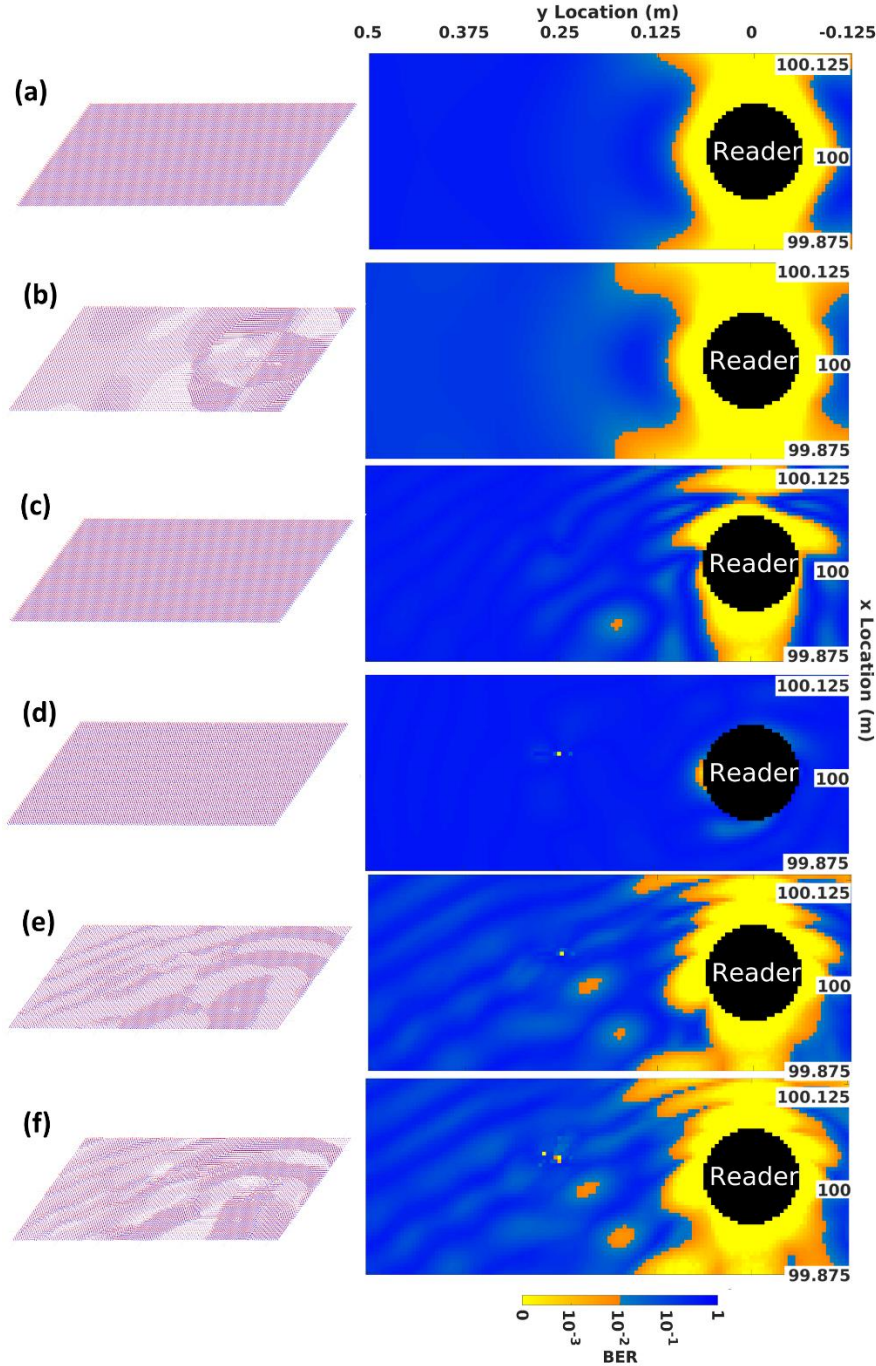 y Location (m)
0.5 0.375 0.25 0.125 0 -0.125
(a)
100.125
Reader
100
99.875
(b)
100.125
Reader
100
99.875
(c)
100.125
Reader
100
99.875
x Location (m)
(d)
100.125
Reader
100
99.875
(e)
100.125
Reader
100
99.875
(f)
100.125
Reader
100
99.875
0 10⁻³ 10⁻² 10⁻¹ 1
BER